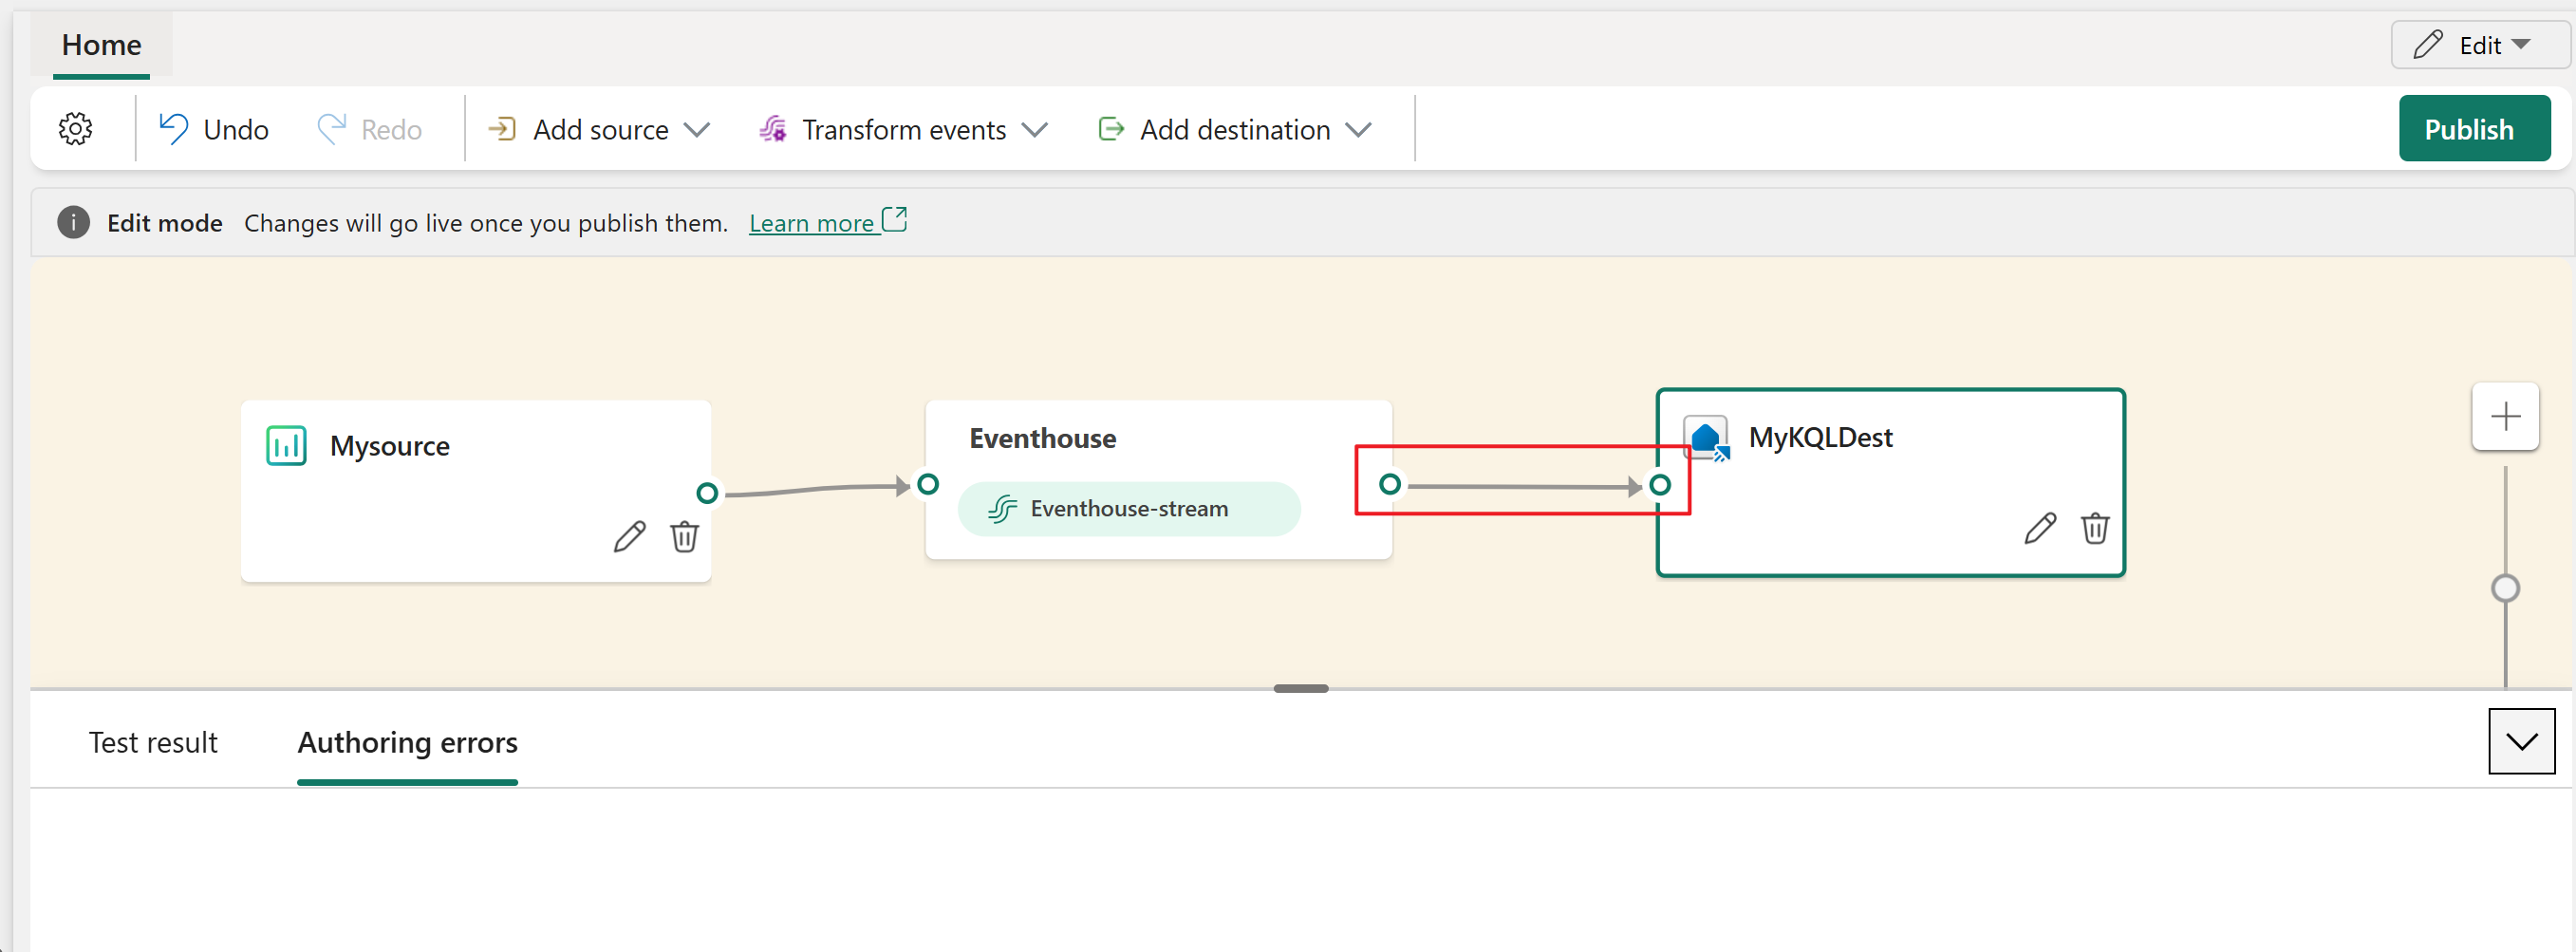 Home
Edit
Undo Redo Add source Transform events Add destination Publish
Edit mode Changes will go live once you publish them. Learn more
Mysource
Eventhouse
Eventhouse-stream
MyKQLDest
Test result Authoring errors